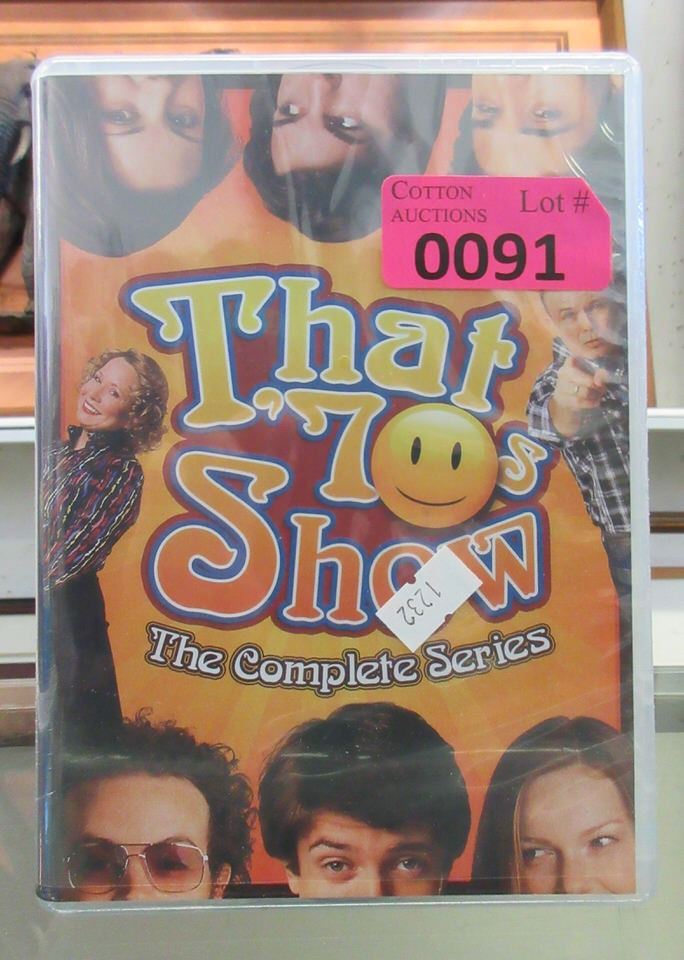 COTTON
AUCTIONS
Lot #
0091
That
'70s
Show
1232
The Complete Series